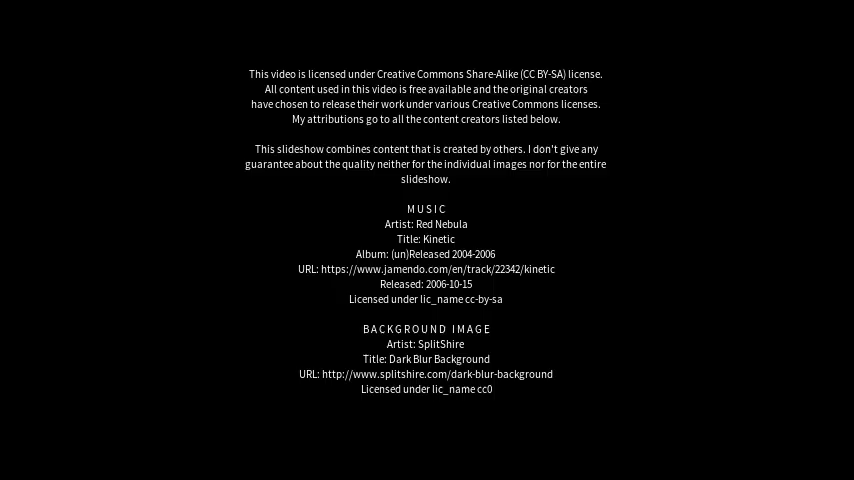 This video is licensed under Creative Commons Share-Alike (CC BY-SA) license.
All content used in this video is free available and the original creators
have chosen to release their work under various Creative Commons licenses.
My attributions go to all the content creators listed below.
This slideshow combines content that is created by others. I don't give any
guarantee about the quality neither for the individual images nor for the entire
slideshow.
MUSIC
Artist: Red Nebula
Title: Kinetic
Album: (un)Released 2004-2006
URL: https://www.jamendo.com/en/track/22342/kinetic
Released: 2006-10-15
Licensed under lic_name cc-by-sa
BACKGROUND IMAGE
Artist: SplitShire
Title: Dark Blur Background
URL: http://www.splitshire.com/dark-blur-background
Licensed under lic_name cc0